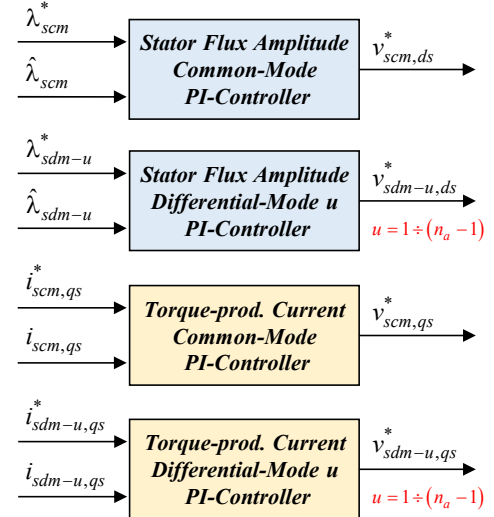 λ*scm
λ̂scm
Stator Flux Amplitude
Common-Mode
PI-Controller
v*scm,ds
λ*sdm−u
λ̂sdm−u
Stator Flux Amplitude
Differential-Mode u
PI-Controller
v*sdm−u,ds
u = 1 ÷ (na − 1)
i*scm,qs
iscm,qs
Torque-prod. Current
Common-Mode
PI-Controller
v*scm,qs
i*sdm−u,qs
isdm−u,qs
Torque-prod. Current
Differential-Mode u
PI-Controller
v*sdm−u,qs
u = 1 ÷ (na − 1)